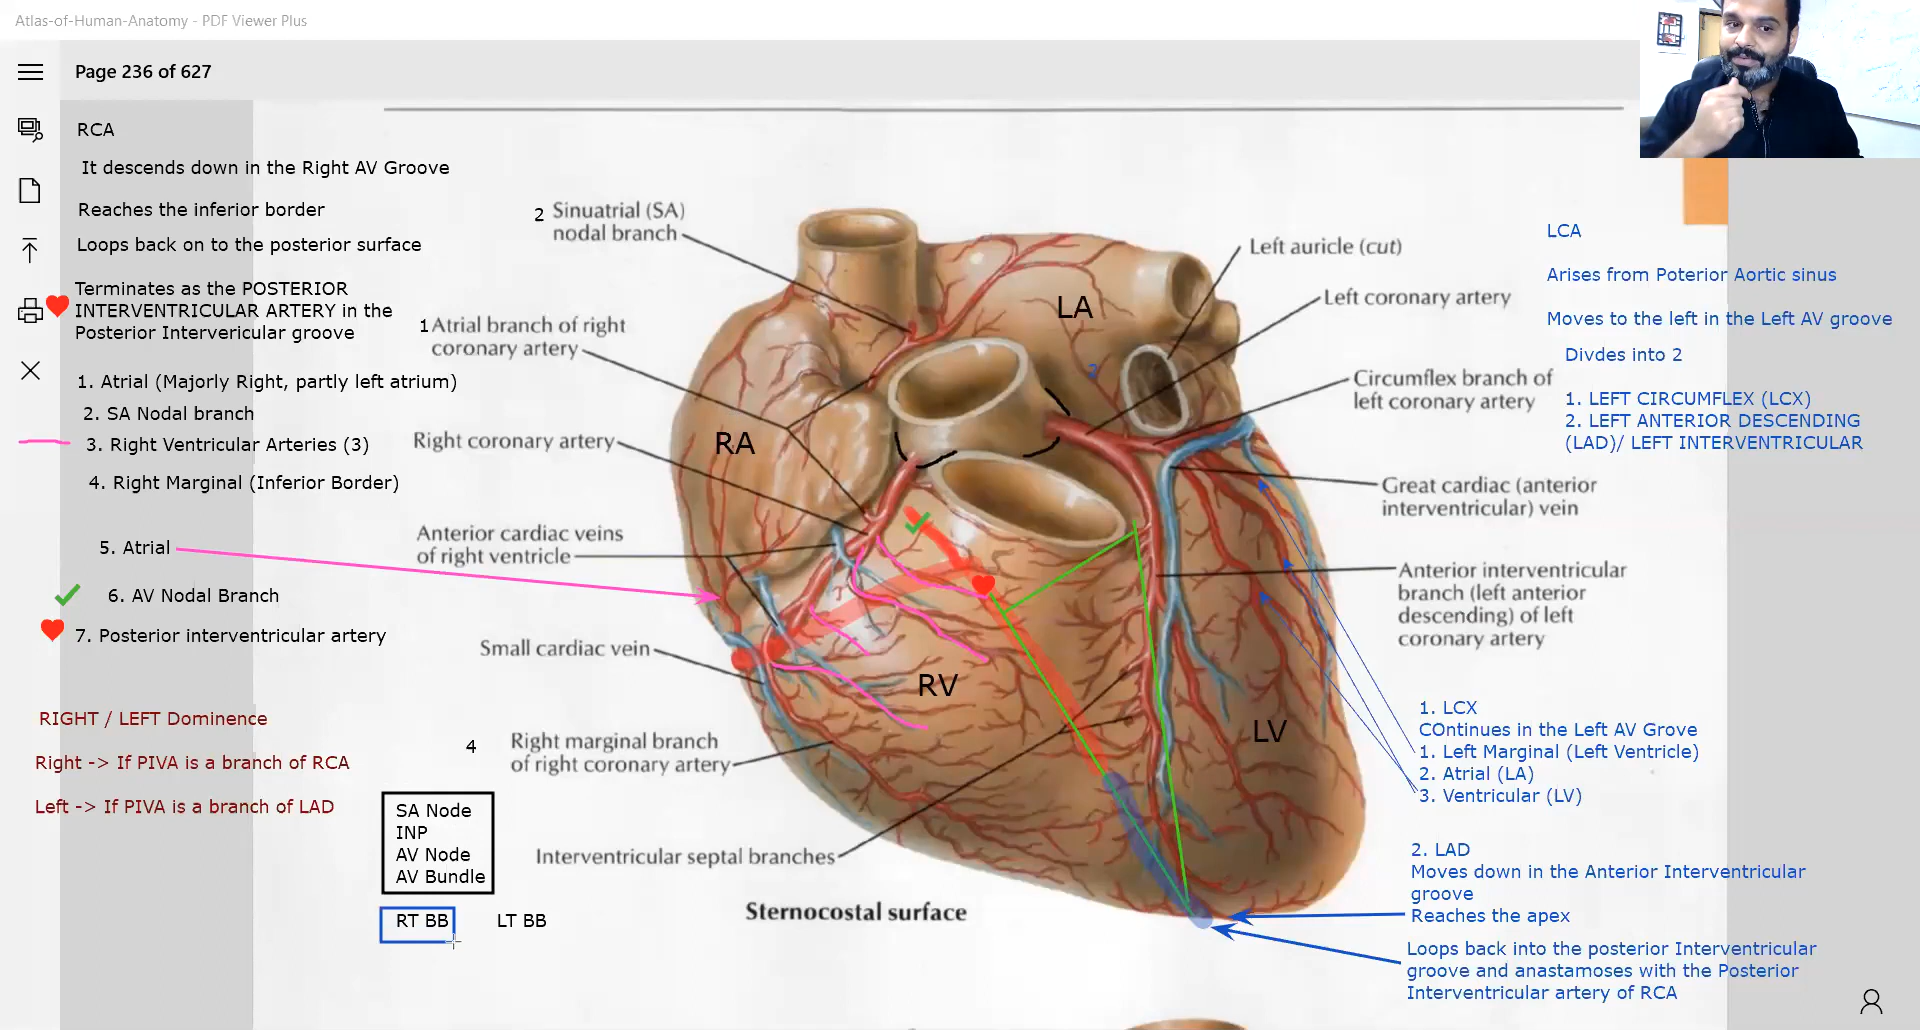 Atlas-of-Human-Anatomy - PDF Viewer Plus
Page 236 of 627
RCA
It descends down in the Right AV Groove
Reaches the inferior border
Loops back on to the posterior surface
Terminates as the POSTERIOR
INTERVENTRICULAR ARTERY in the
Posterior Intervericular groove
1. Atrial (Majorly Right, partly left atrium)
2. SA Nodal branch
3. Right Ventricular Arteries (3)
4. Right Marginal (Inferior Border)
5. Atrial
6. AV Nodal Branch
7. Posterior interventricular artery
RIGHT / LEFT Dominence
Right -> If PIVA is a branch of RCA
Left -> If PIVA is a branch of LAD
2 Sinuatrial (SA)
nodal branch
1 Atrial branch of right
coronary artery
Right coronary artery
Anterior cardiac veins
of right ventricle
Small cardiac vein
4 Right marginal branch
of right coronary artery
Interventricular septal branches
SA Node
INP
AV Node
AV Bundle
RT BB LT BB
Sternocostal surface
RA
LA
2
RV
LV
Left auricle (cut)
Left coronary artery
Circumflex branch of
left coronary artery
Great cardiac (anterior
interventricular) vein
Anterior interventricular
branch (left anterior
descending) of left
coronary artery
LCA
Arises from Poterior Aortic sinus
Moves to the left in the Left AV groove
Divdes into 2
1. LEFT CIRCUMFLEX (LCX)
2. LEFT ANTERIOR DESCENDING
(LAD)/ LEFT INTERVENTRICULAR
1. LCX
COntinues in the Left AV Grove
1. Left Marginal (Left Ventricle)
2. Atrial (LA)
3. Ventricular (LV)
2. LAD
Moves down in the Anterior Interventricular
groove
Reaches the apex
Loops back into the posterior Interventricular
groove and anastamoses with the Posterior
Interventricular artery of RCA